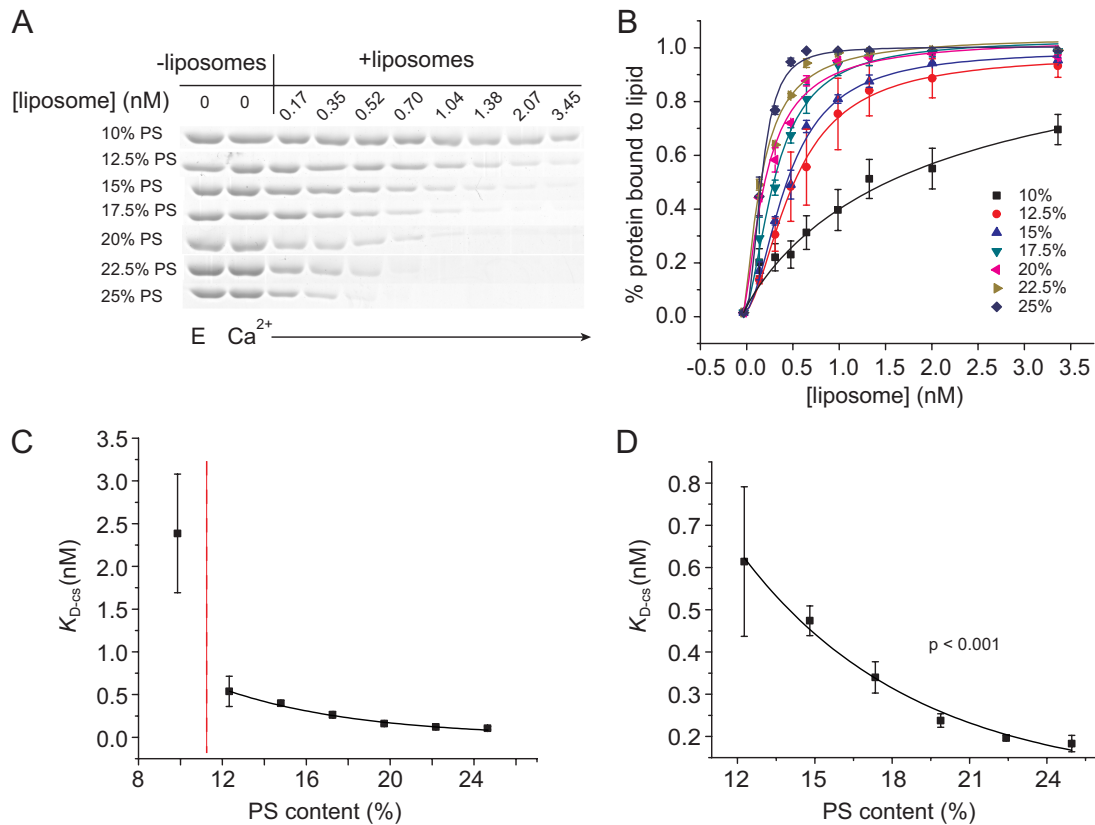 A
-liposomes +liposomes
[liposome] (nM) 0 0 0.17 0.35 0.52 0.70 1.04 1.38 2.07 3.45
10% PS
12.5% PS
15% PS
17.5% PS
20% PS
22.5% PS
25% PS
E Ca²⁺
B
% protein bound to lipid
1.0
0.8
0.6
0.4
0.2
0.0
10%
12.5%
15%
17.5%
20%
22.5%
25%
-0.5 0.0 0.5 1.0 1.5 2.0 2.5 3.0 3.5
[liposome] (nM)
C
K_D-cs (nM)
3.5
3.0
2.5
2.0
1.5
1.0
0.5
0.0
8 12 16 20 24
PS content (%)
D
K_D-cs (nM)
0.8
0.7
0.6
0.5
0.4
0.3
0.2
p < 0.001
12 15 18 21 24
PS content (%)